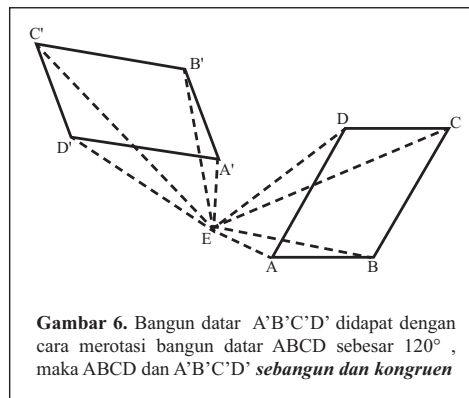 C'
B'
D
C
D'
A'
E
A
B
Gambar 6. Bangun datar A'B'C'D' didapat dengan
cara merotasi bangun datar ABCD sebesar 120° ,
maka ABCD dan A'B'C'D' sebangun dan kongruen